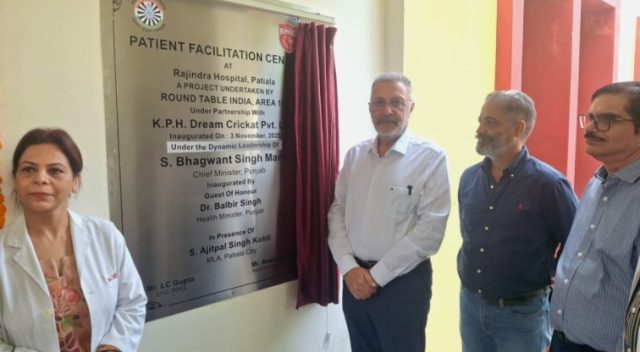 PATIENT FACILITATION CEN
AT
Rajindra Hospital, Patiala
A PROJECT UNDERTAKEN BY
ROUND TABLE INDIA, AREA 1
Under Partnership With
K.P.H. Dream Crickat Pvt. L
Inaugurated On : 3 November, 202
Under the Dynamic Leadership Of
S. Bhagwant Singh Mann
Chief Minister, Punjab
Inaugurated By
Guest Of Honour
Dr. Balbir Singh
Health Minister, Punjab
In Presence Of
S. Ajitpal Singh Kohli
MLA, Patiala City
Mr. LC Gupta